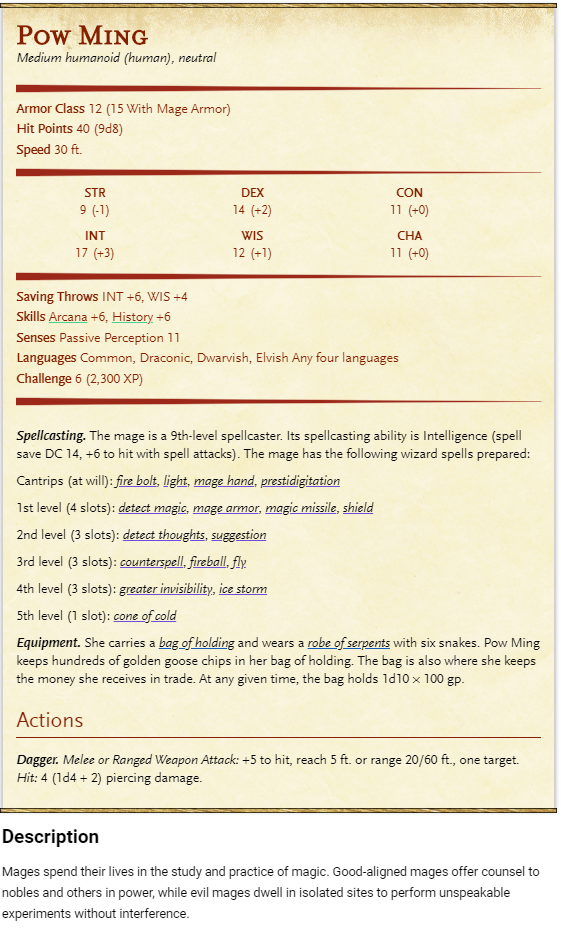 Pow Ming
Medium humanoid (human), neutral
Armor Class 12 (15 With Mage Armor)
Hit Points 40 (9d8)
Speed 30 ft.
STR DEX CON
9 (-1) 14 (+2) 11 (+0)
INT WIS CHA
17 (+3) 12 (+1) 11 (+0)
Saving Throws INT +6, WIS +4
Skills Arcana +6, History +6
Senses Passive Perception 11
Languages Common, Draconic, Dwarvish, Elvish Any four languages
Challenge 6 (2,300 XP)
Spellcasting. The mage is a 9th-level spellcaster. Its spellcasting ability is Intelligence (spell
save DC 14, +6 to hit with spell attacks). The mage has the following wizard spells prepared:
Cantrips (at will): fire bolt, light, mage hand, prestidigitation
1st level (4 slots): detect magic, mage armor, magic missile, shield
2nd level (3 slots): detect thoughts, suggestion
3rd level (3 slots): counterspell, fireball, fly
4th level (3 slots): greater invisibility, ice storm
5th level (1 slot): cone of cold
Equipment. She carries a bag of holding and wears a robe of serpents with six snakes. Pow Ming
keeps hundreds of golden goose chips in her bag of holding. The bag is also where she keeps
the money she receives in trade. At any given time, the bag holds 1d10 × 100 gp.
Actions
Dagger. Melee or Ranged Weapon Attack: +5 to hit, reach 5 ft. or range 20/60 ft., one target.
Hit: 4 (1d4 + 2) piercing damage.
Description
Mages spend their lives in the study and practice of magic. Good-aligned mages offer counsel to
nobles and others in power, while evil mages dwell in isolated sites to perform unspeakable
experiments without interference.